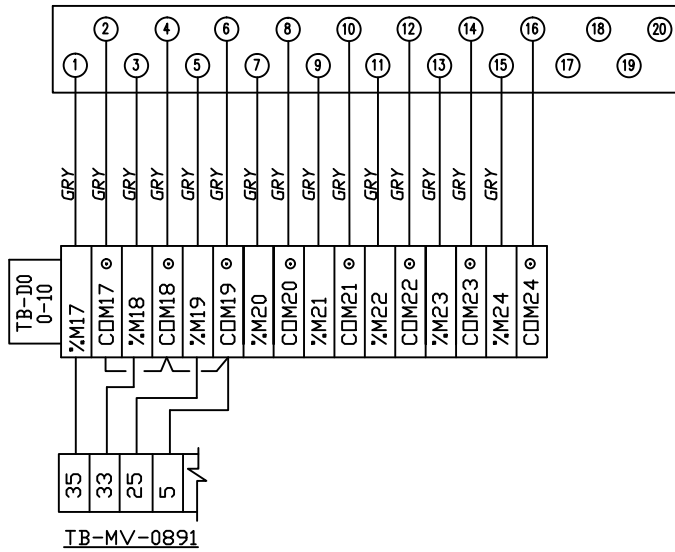 2 4 6 8 10 12 14 16 18 20
1 3 5 7 9 11 13 15 17 19
GRY GRY GRY GRY GRY GRY GRY GRY GRY GRY GRY GRY GRY GRY GRY
TB-D0
0-10
%M17 COM17 %M18 COM18 %M19 COM19 %M20 COM20 %M21 COM21 %M22 COM22 %M23 COM23 %M24 COM24
35 33 25 5
TB-MV-0891